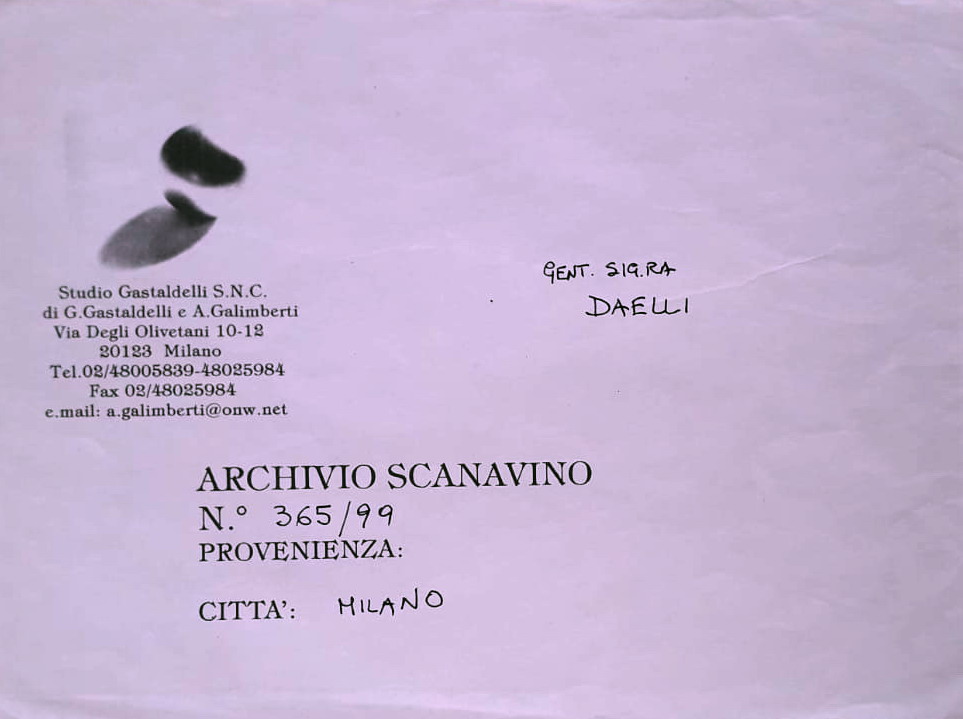 Studio Gastaldelli S.N.C.
di G.Gastaldelli e A.Galimberti
Via Degli Olivetani 10-12
20123 Milano
Tel.02/48005839-48025984
Fax 02/48025984
e.mail: a.galimberti@onw.net
GENT. SIG.RA
DAELLI
ARCHIVIO SCANAVINO
N.° 365/99
PROVENIENZA:
CITTA': MILANO